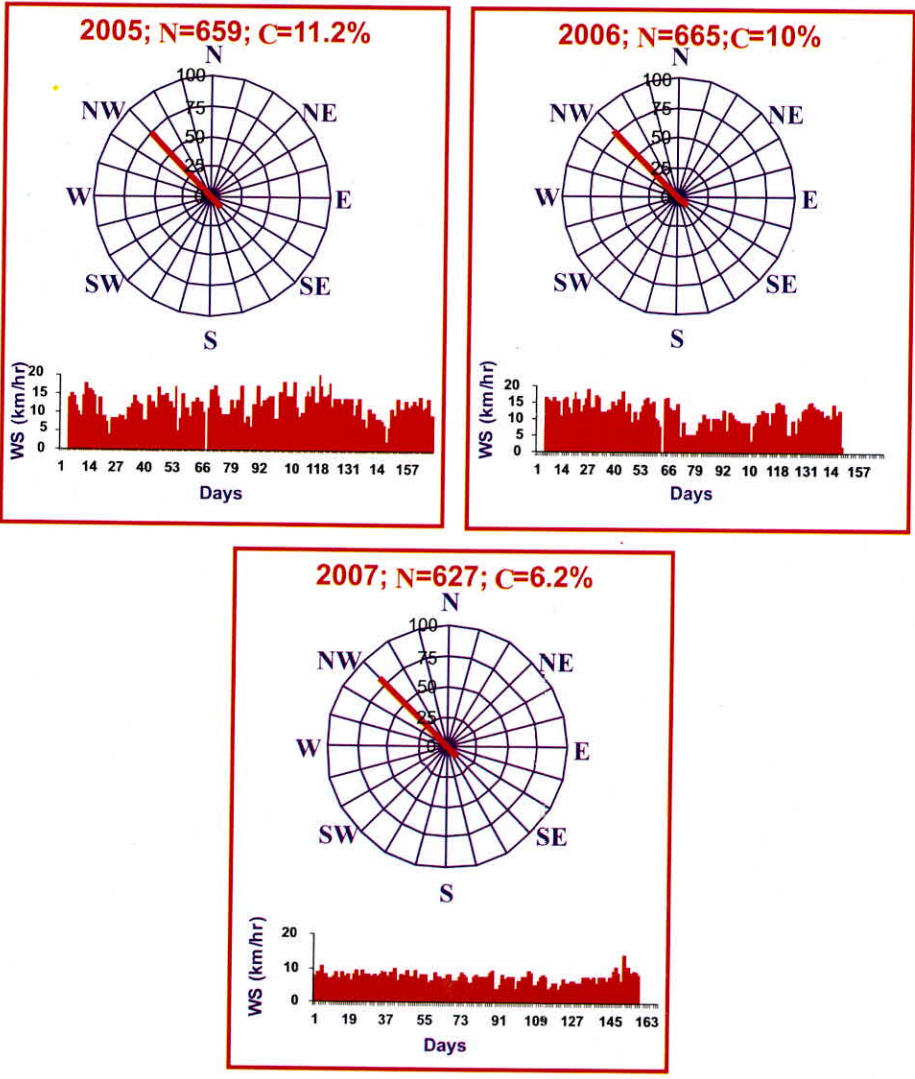 2005; N=659; C=11.2%
N
100
NW
NE
75
50
25
W
0
E
SW
SE
S
20
15
10
5
0
WS (km/hr)
1 14 27 40 53 66 79 92 10 118 131 14 157
Days
2006; N=665;C=10%
N
100
NW
NE
75
50
25
W
0
E
SW
SE
S
20
15
10
5
0
WS (km/hr)
1 14 27 40 53 66 79 92 10 118 131 14 157
Days
2007; N=627; C=6.2%
N
100
NW
NE
75
50
25
W
0
E
SW
SE
S
20
10
0
WS (km/hr)
1 19 37 55 73 91 109 127 145 163
Days